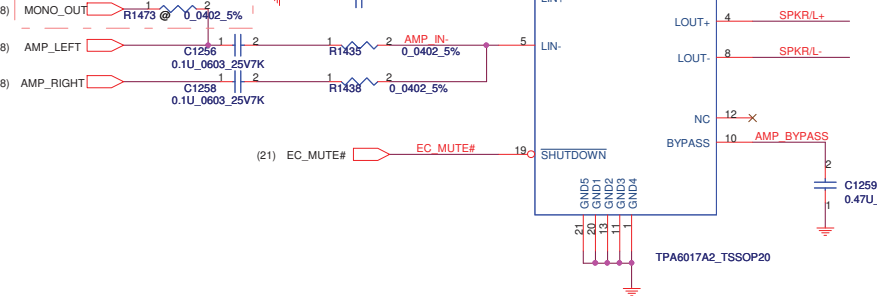 8) MONO_OUT 1 2
R1473 @ 0_0402_5%
LOUT+ 4 SPKR/L+
8) AMP_LEFT 1 2 1 2 AMP_IN- 5 LIN-
C1256 R1435 0_0402_5%
0.1U_0603_25V7K
LOUT- 8 SPKR/L-
8) AMP_RIGHT 1 2 1 2
C1258 R1438 0_0402_5%
0.1U_0603_25V7K
NC 12
BYPASS 10 AMP_BYPASS
(21) EC_MUTE# EC_MUTE# 19 SHUTDOWN
2
C1259
0.47U_
1
GND5 GND1 GND2 GND3 GND4
21 20 13 11 1
TPA6017A2_TSSOP20